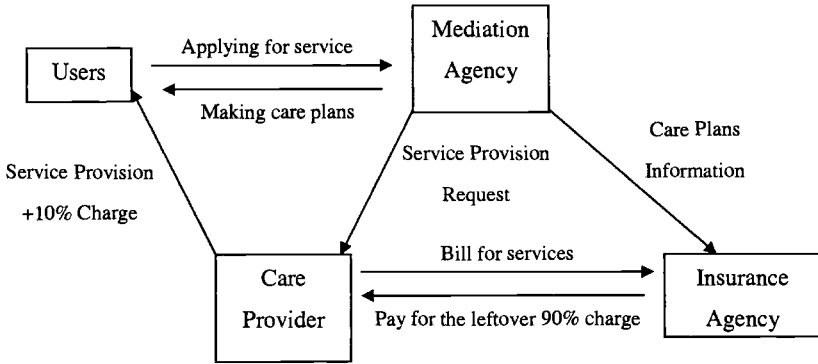 Applying for service
Mediation
Agency
Users
Making care plans
Care Plans
Information
Service Provision
Request
Service Provision
+10% Charge
Bill for services
Care
Provider
Insurance
Agency
Pay for the leftover 90% charge